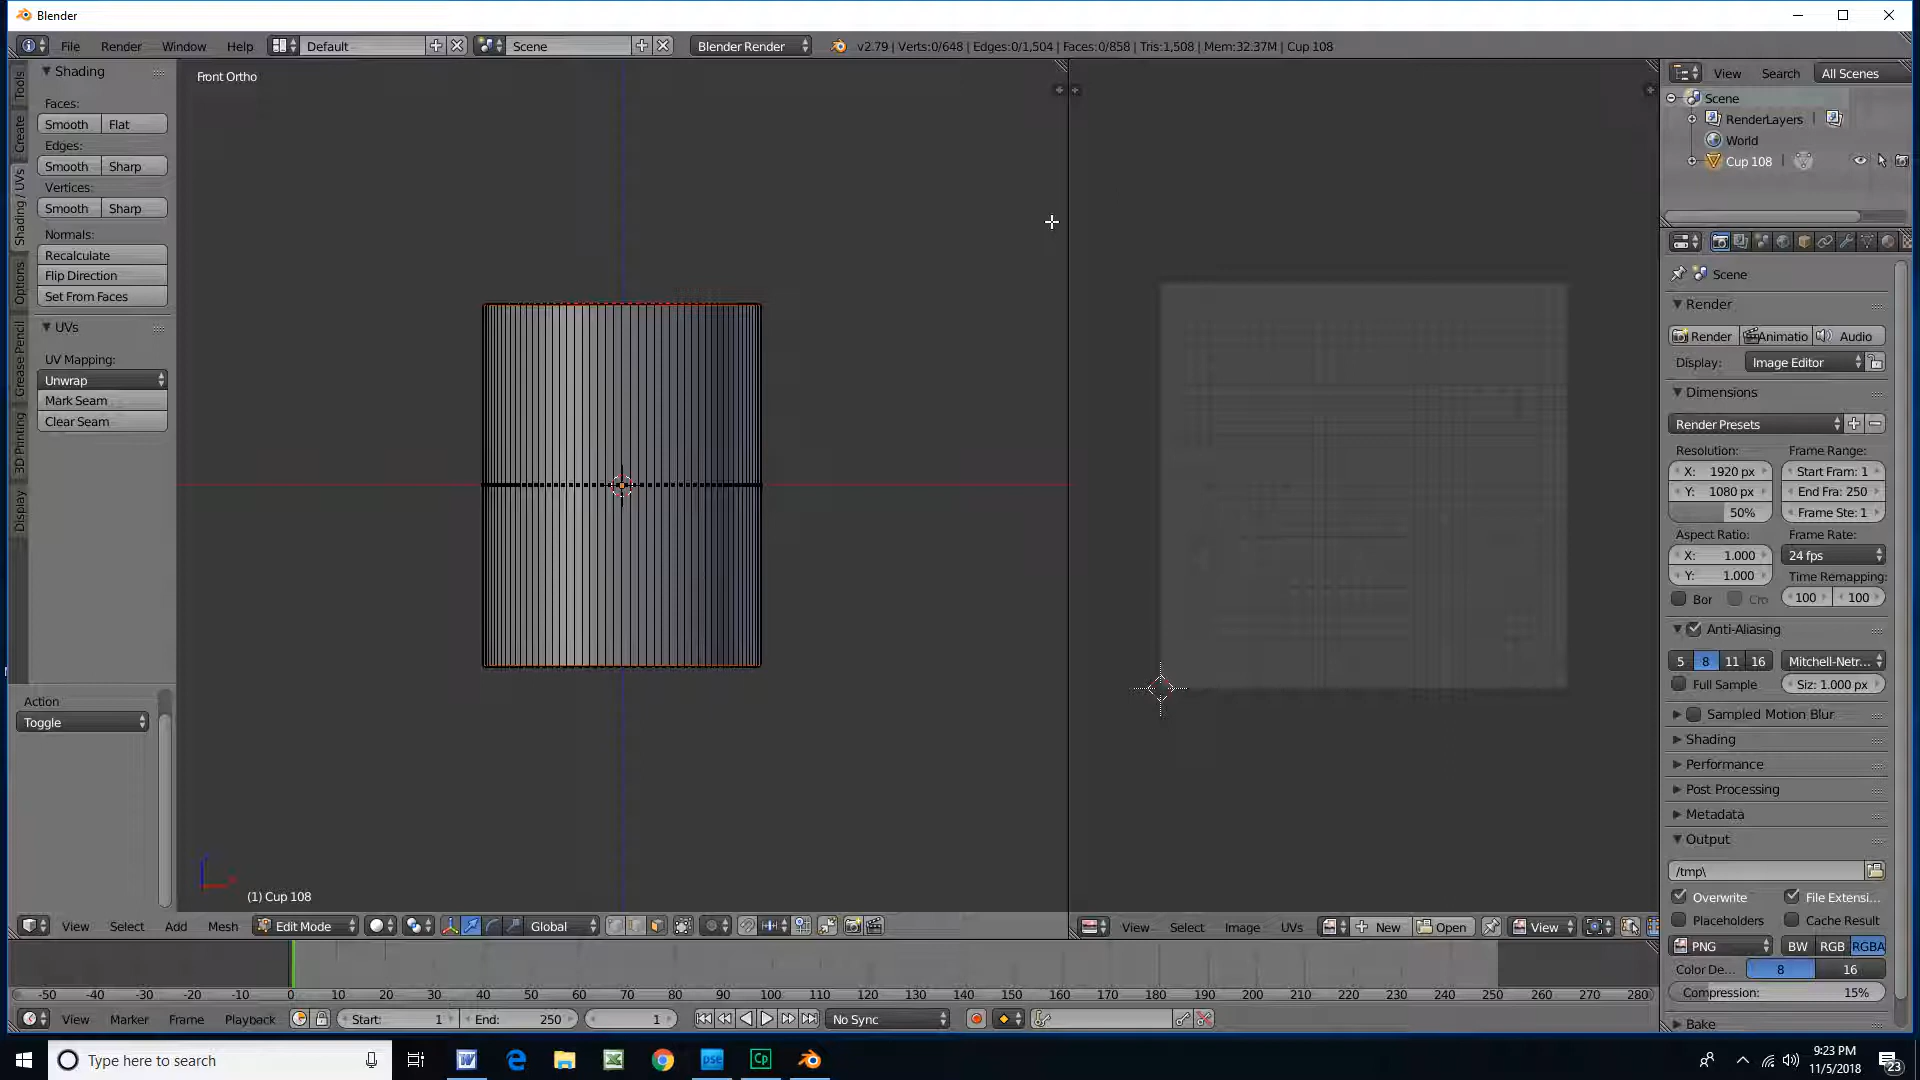 Blender
File Render Window Help Default Scene Blender Render v2.79 | Verts:0/648 | Edges:0/1,504 | Faces:0/858 | Tris:1,508 | Mem:32.37M | Cup 108
Tools
Create
Shading / UVs
Options
Grease Pencil
3D Printing
Display
Shading
Faces:
Smooth Flat
Edges:
Smooth Sharp
Vertices:
Smooth Sharp
Normals:
Recalculate
Flip Direction
Set From Faces
UVs
UV Mapping:
Unwrap
Mark Seam
Clear Seam
Action
Toggle
Front Ortho
(1) Cup 108
View Select Add Mesh Edit Mode Global
View Select Image UVs New Open View
View Search All Scenes
Scene
RenderLayers
World
Cup 108
Scene
Render
Render Animatio Audio
Display: Image Editor
Dimensions
Render Presets
Resolution: Frame Range:
X: 1920 px Start Fram: 1
Y: 1080 px End Fra: 250
50% Frame Ste: 1
Aspect Ratio: Frame Rate:
X: 1.000 24 fps
Y: 1.000 Time Remapping:
Bor Cro 100 100
Anti-Aliasing
5 8 11 16 Mitchell-Netr...
Full Sample Siz: 1.000 px
Sampled Motion Blur
Shading
Performance
Post Processing
Metadata
Output
/tmp\
Overwrite File Extensi...
Placeholders Cache Result
PNG BW RGB RGBA
Color De... 8 16
Compression: 15%
Bake
-50 -40 -30 -20 -10 0 10 20 30 40 50 60 70 80 90 100 110 120 130 140 150 160 170 180 190 200 210 220 230 240 250 260 270 280
View Marker Frame Playback Start: 1 End: 250 1 No Sync
Type here to search
9:23 PM
11/5/2018
23